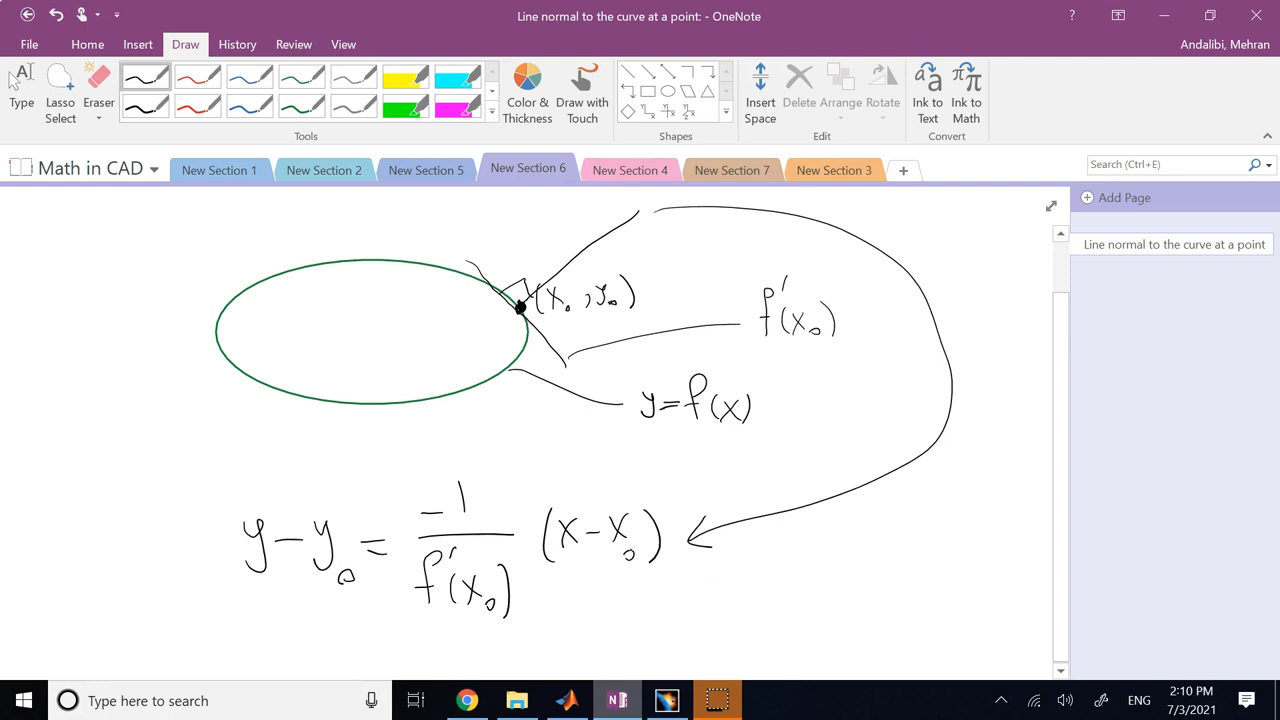 Line normal to the curve at a point: - OneNote
?
File Home Insert Draw History Review View
Andalibi, Mehran
Type
Lasso Select
Eraser
Color & Thickness
Draw with Touch
Insert Space
Delete
Arrange
Rotate
Ink to Text
Ink to Math
Tools
Shapes
Edit
Convert
Math in CAD
New Section 1
New Section 2
New Section 5
New Section 6
New Section 4
New Section 7
New Section 3
Search (Ctrl+E)
Add Page
Line normal to the curve at a point
(x₀, y₀)
f'(x₀)
y=f(x)
y-y₀ = -1/f'(x₀) (x-x₀)
Type here to search
ENG
2:10 PM
7/3/2021